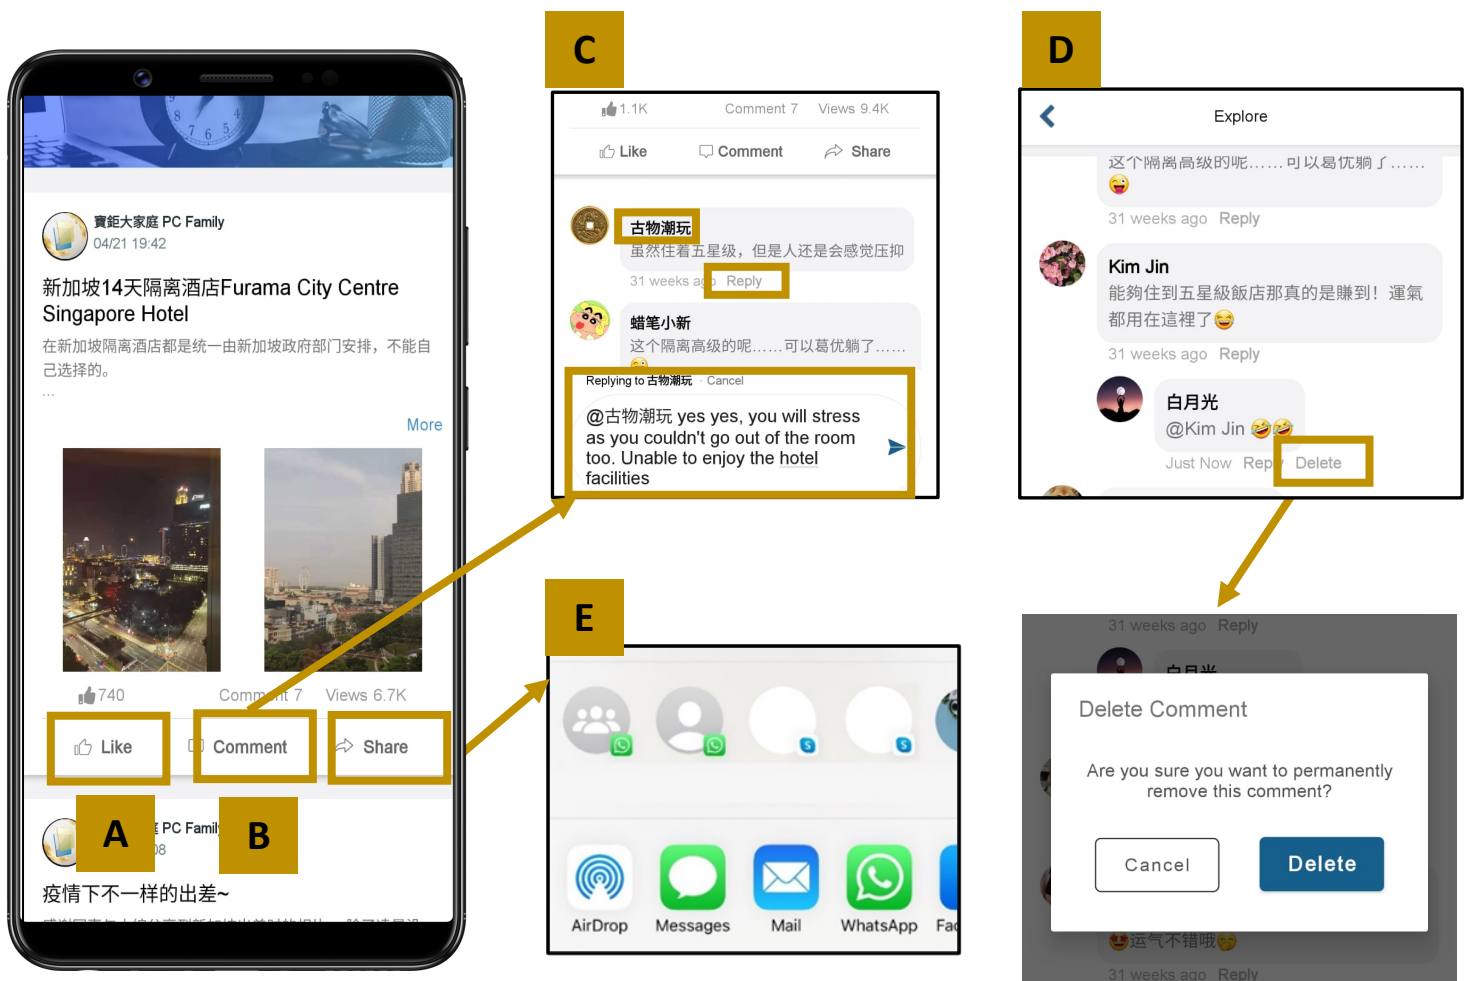 寶鉅大家庭 PC Family
04/21 19:42
新加坡14天隔离酒店Furama City Centre
Singapore Hotel
在新加坡隔离酒店都是统一由新加坡政府部门安排，不能自
己选择的。
...
More
740
Comment 7
Views 6.7K
Like
Comment
Share
A
B
庭 PC Famil
08
疫情下不一样的出差~
C
1.1K
Comment 7
Views 9.4K
Like
Comment
Share
古物潮玩
虽然住着五星级，但是人还是会感觉压抑
31 weeks ago Reply
蜡笔小新
这个隔离高级的呢……可以葛优躺了……
Replying to 古物潮玩 · Cancel
@古物潮玩 yes yes, you will stress
as you couldn't go out of the room
too. Unable to enjoy the hotel
facilities
D
Explore
这个隔离高级的呢……可以葛优躺了……
31 weeks ago Reply
Kim Jin
能夠住到五星級飯店那真的是賺到！運氣
都用在這裡了
31 weeks ago Reply
白月光
@Kim Jin
Just Now Reply Delete
E
AirDrop
Messages
Mail
WhatsApp
Fac
31 weeks ago Reply
白月光
Delete Comment
Are you sure you want to permanently
remove this comment?
Cancel
Delete
运气不错哦
31 weeks ago Reply